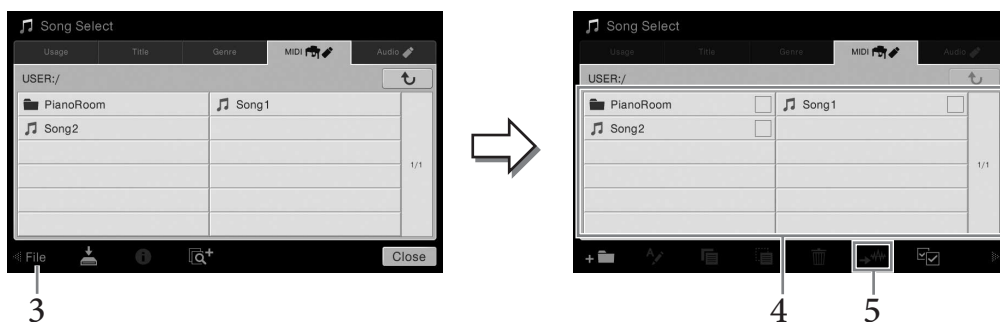 Song Select
Usage Title Genre MIDI Audio
USER:/
PianoRoom Song1
Song2
1/1
File Close
3
Song Select
Usage Title Genre MIDI Audio
USER:/
PianoRoom Song1
Song2
1/1
4 5